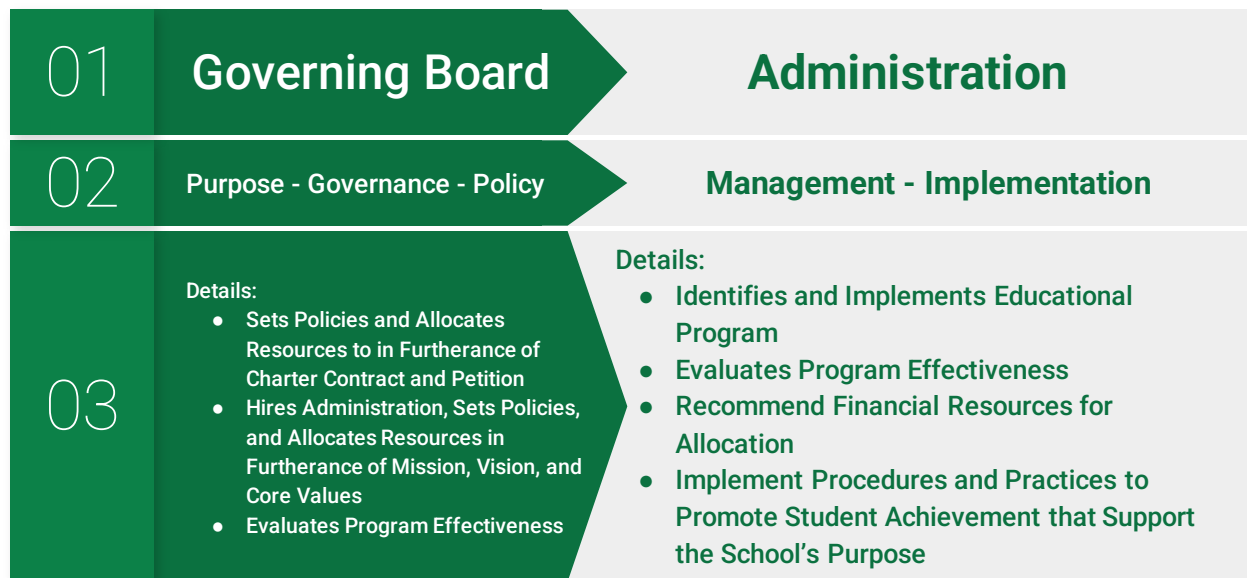 01
Governing Board
Administration
02
Purpose - Governance - Policy
Management - Implementation
03
Details:
● Sets Policies and Allocates
Resources to in Furtherance of
Charter Contract and Petition
● Hires Administration, Sets Policies,
and Allocates Resources in
Furtherance of Mission, Vision, and
Core Values
● Evaluates Program Effectiveness
Details:
● Identifies and Implements Educational
Program
● Evaluates Program Effectiveness
● Recommend Financial Resources for
Allocation
● Implement Procedures and Practices to
Promote Student Achievement that Support
the School’s Purpose